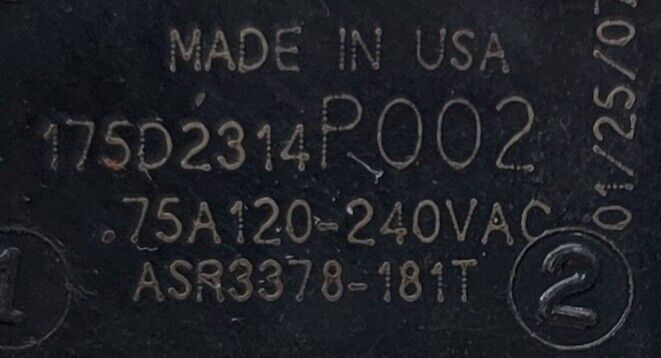 MADE IN USA
175D2314P002
.75A120-240VAC
ASR3378-181T
01/25/07
1
2